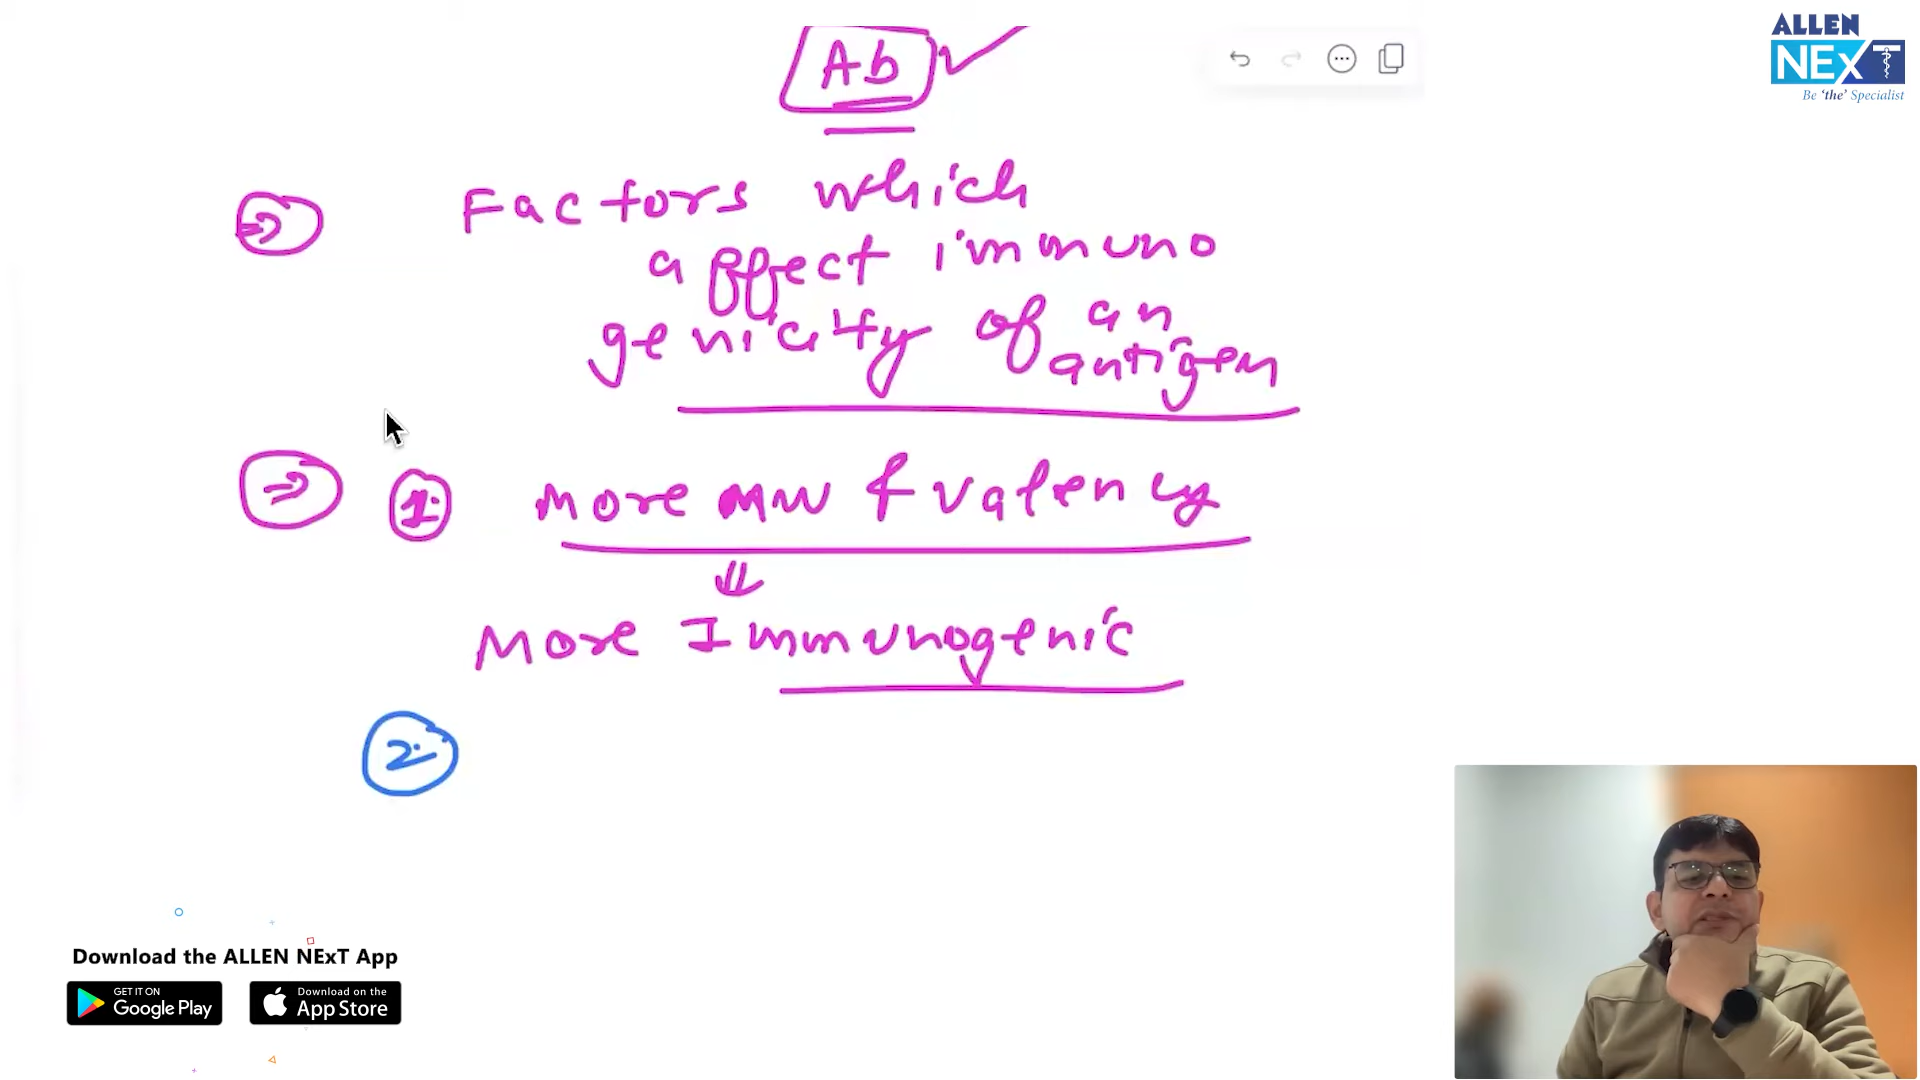 Ab
ALLEN
NExT
Be 'the' Specialist
⇒ Factors which
affect immuno
genicity of an
antigen
⇒ 1. More MW & valency
⇓
More Immunogenic
2.
Download the ALLEN NExT App
GET IT ON
Google Play
Download on the
App Store